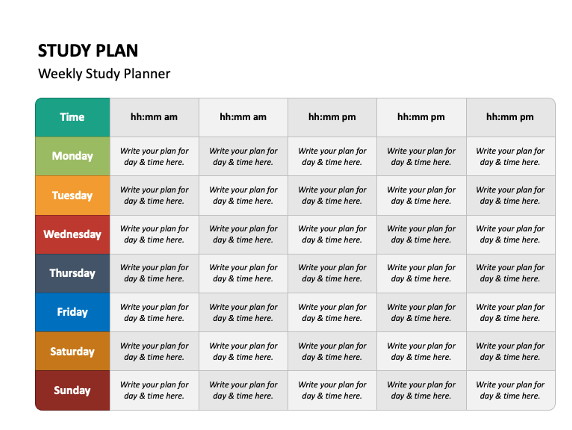 STUDY PLAN
Weekly Study Planner
Time hh:mm am hh:mm am hh:mm pm hh:mm pm hh:mm pm
Monday
Write your plan for Write your plan for Write your plan for Write your plan for Write your plan for
day & time here. day & time here. day & time here. day & time here. day & time here.
Tuesday
Write your plan for Write your plan for Write your plan for Write your plan for Write your plan for
day & time here. day & time here. day & time here. day & time here. day & time here.
Wednesday
Write your plan for Write your plan for Write your plan for Write your plan for Write your plan for
day & time here. day & time here. day & time here. day & time here. day & time here.
Thursday
Write your plan for Write your plan for Write your plan for Write your plan for Write your plan for
day & time here. day & time here. day & time here. day & time here. day & time here.
Friday
Write your plan for Write your plan for Write your plan for Write your plan for Write your plan for
day & time here. day & time here. day & time here. day & time here. day & time here.
Saturday
Write your plan for Write your plan for Write your plan for Write your plan for Write your plan for
day & time here. day & time here. day & time here. day & time here. day & time here.
Sunday
Write your plan for Write your plan for Write your plan for Write your plan for Write your plan for
day & time here. day & time here. day & time here. day & time here. day & time here.